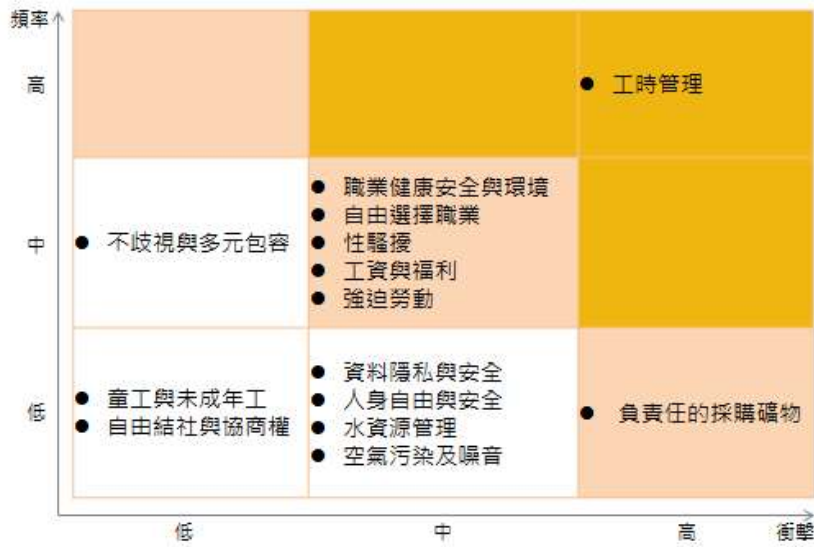 頻率
高
工時管理
中
不歧視與多元包容
職業健康安全與環境
自由選擇職業
性騷擾
工資與福利
強迫勞動
低
童工與未成年工
自由結社與協商權
資料隱私與安全
人身自由與安全
水資源管理
空氣污染及噪音
負責任的採購礦物
低
中
高
衝擊